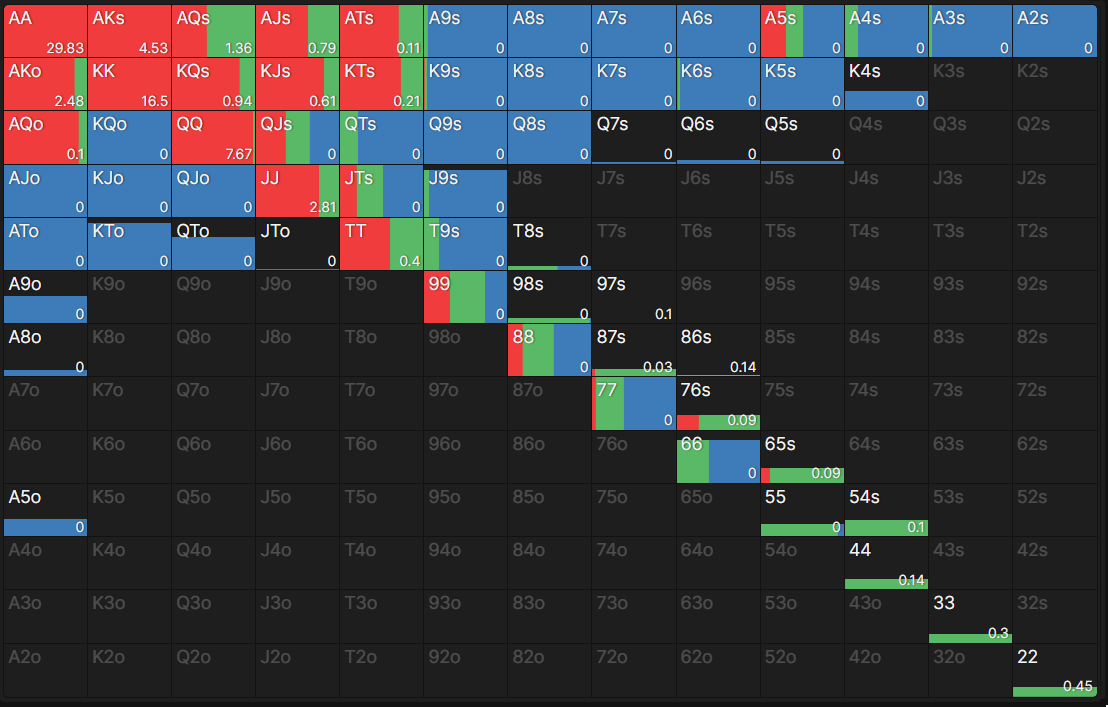 AA AKs AQs AJs ATs A9s A8s A7s A6s A5s A4s A3s A2s
29.83 4.53 1.36 0.79 0.11 0 0 0 0 0 0 0 0
AKo KK KQs KJs KTs K9s K8s K7s K6s K5s K4s K3s K2s
2.48 16.5 0.94 0.61 0.21 0 0 0 0 0 0
AQo KQo QQ QJs QTs Q9s Q8s Q7s Q6s Q5s Q4s Q3s Q2s
0.1 0 7.67 0 0 0 0 0 0 0
AJo KJo QJo JJ JTs J9s J8s J7s J6s J5s J4s J3s J2s
0 0 0 2.81 0 0
ATo KTo QTo JTo TT T9s T8s T7s T6s T5s T4s T3s T2s
0 0 0 0 0.4 0 0
A9o K9o Q9o J9o T9o 99 98s 97s 96s 95s 94s 93s 92s
0 0 0 0.1
A8o K8o Q8o J8o T8o 98o 88 87s 86s 85s 84s 83s 82s
0 0 0.03 0.14
A7o K7o Q7o J7o T7o 97o 87o 77 76s 75s 74s 73s 72s
0 0.09
A6o K6o Q6o J6o T6o 96o 86o 76o 66 65s 64s 63s 62s
0 0.09
A5o K5o Q5o J5o T5o 95o 85o 75o 65o 55 54s 53s 52s
0 0 0.1
A4o K4o Q4o J4o T4o 94o 84o 74o 64o 54o 44 43s 42s
0.14
A3o K3o Q3o J3o T3o 93o 83o 73o 63o 53o 43o 33 32s
0.3
A2o K2o Q2o J2o T2o 92o 82o 72o 62o 52o 42o 32o 22
0.45